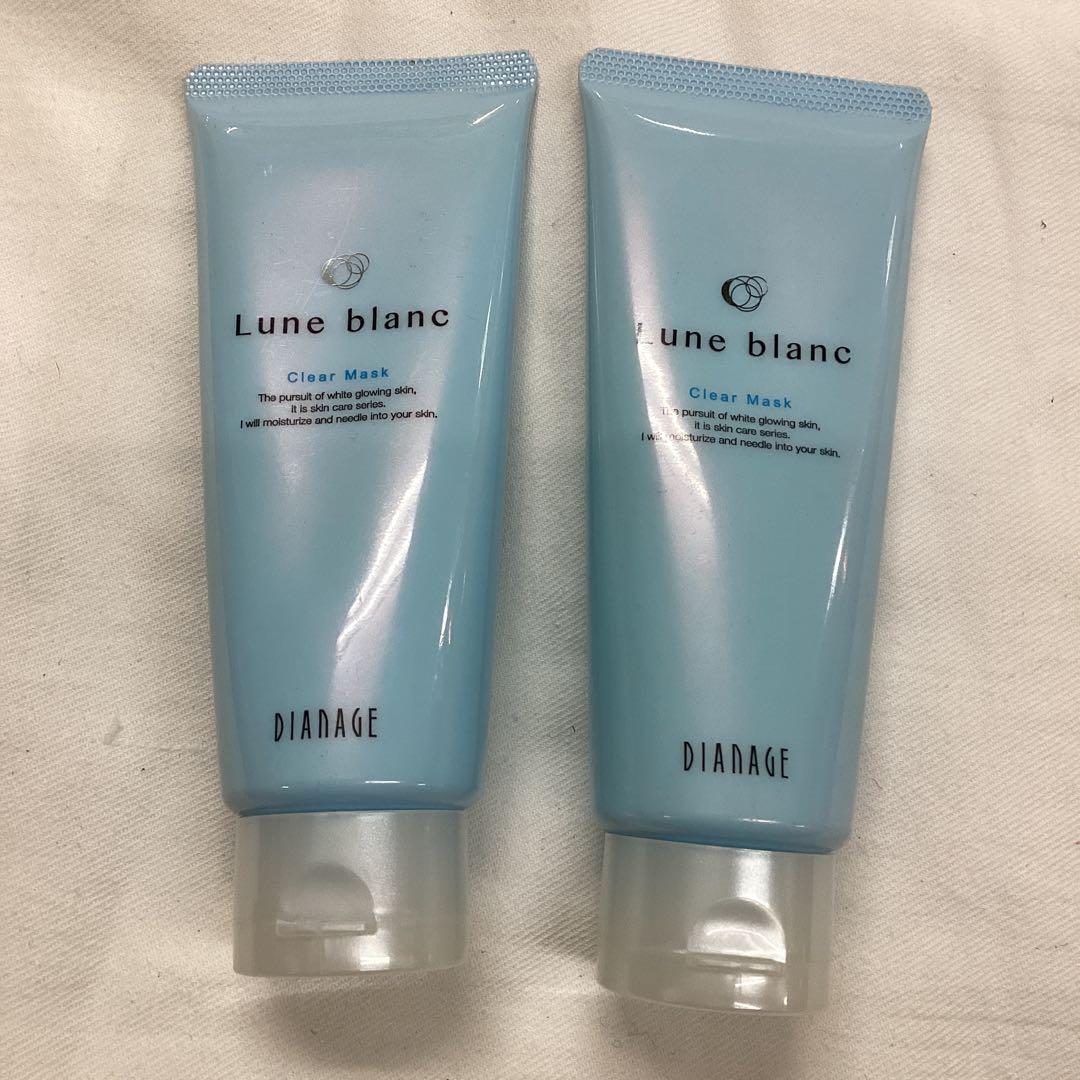 Lune blanc
Clear Mask
The pursuit of white glowing skin,
it is skin care series.
I will moisturize and needle into your skin.
DIANAGE
Lune blanc
Clear Mask
The pursuit of white glowing skin,
it is skin care series.
I will moisturize and needle into your skin.
DIANAGE